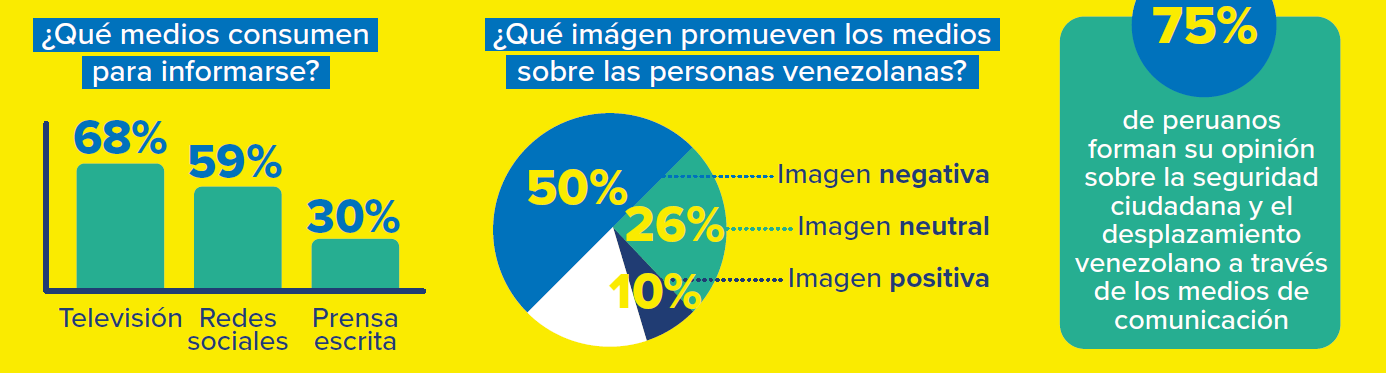 ¿Qué medios consumen
para informarse?
68%
59%
30%
Televisión
Redes
sociales
Prensa
escrita
¿Qué imágen promueven los medios
sobre las personas venezolanas?
50%
26%
10%
Imagen negativa
Imagen neutral
Imagen positiva
75%
de peruanos
forman su opinión
sobre la seguridad
ciudadana y el
desplazamiento
venezolano a través
de los medios de
comunicación